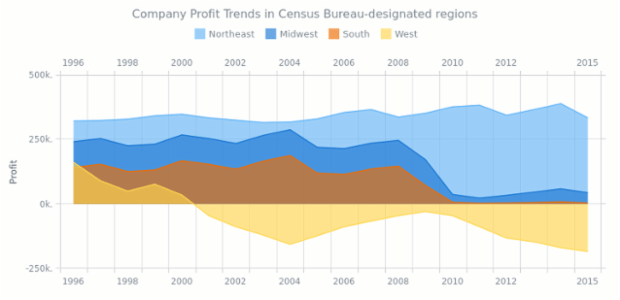 Company Profit Trends in Census Bureau-designated regions
Northeast Midwest South West
1996 1998 2000 2002 2004 2006 2008 2010 2012 2015
500k.
250k.
0k.
-250k.
Profit
1996 1998 2000 2002 2004 2006 2008 2010 2012 2015